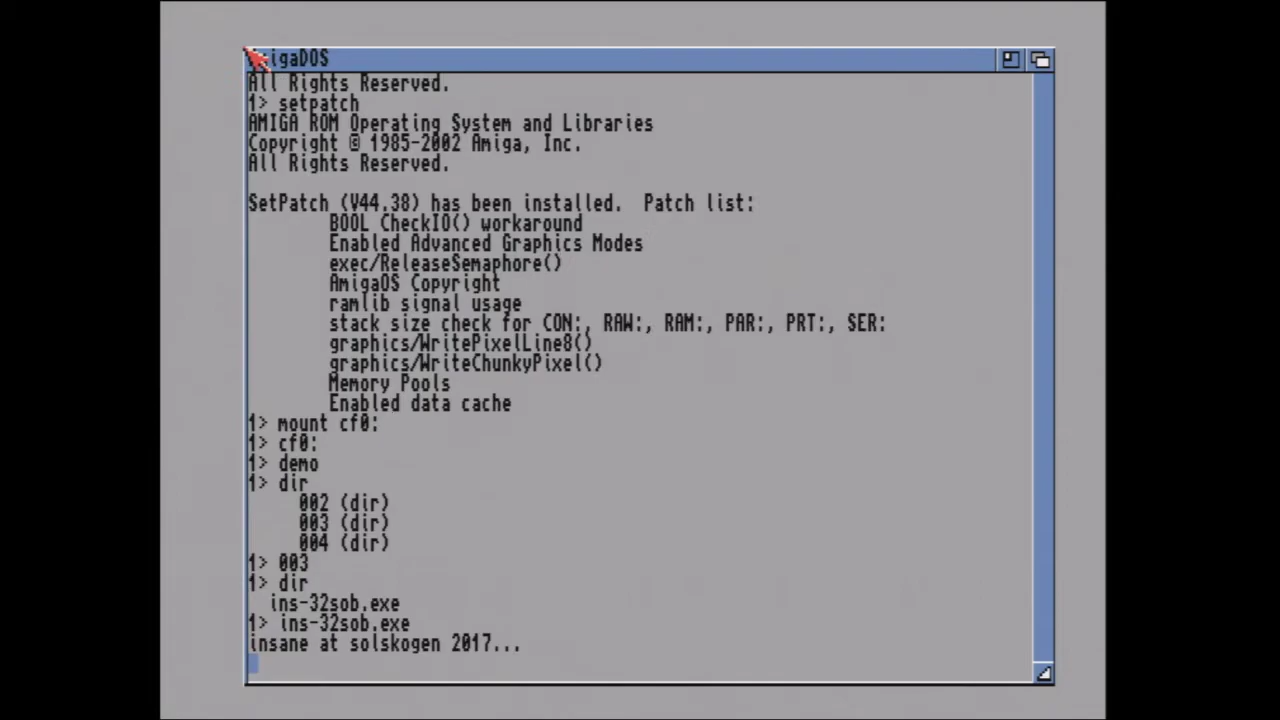 igaDOS
All Rights Reserved.
1> setpatch
AMIGA ROM Operating System and Libraries
Copyright © 1985-2002 Amiga, Inc.
All Rights Reserved.
SetPatch (V44.38) has been installed.  Patch list:
BOOL CheckIO() workaround
Enabled Advanced Graphics Modes
exec/ReleaseSemaphore()
AmigaOS Copyright
ramlib signal usage
stack size check for CON:, RAW:, RAM:, PAR:, PRT:, SER:
graphics/WritePixelLine8()
graphics/WriteChunkyPixel()
Memory Pools
Enabled data cache
1> mount cf0:
1> cf0:
1> demo
1> dir
002 (dir)
003 (dir)
004 (dir)
1> 003
1> dir
ins-32sob.exe
1> ins-32sob.exe
insane at solskogen 2017...